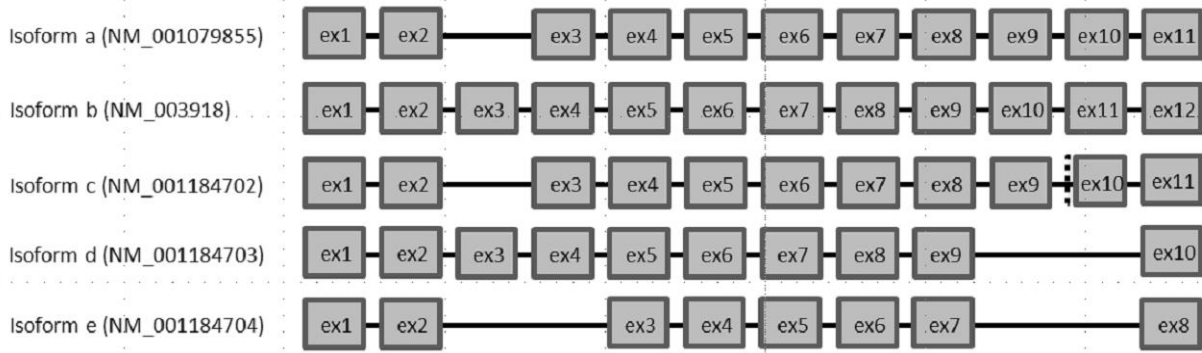 Isoform a (NM_001079855) ex1 ex2 ex3 ex4 ex5 ex6 ex7 ex8 ex9 ex10 ex11
Isoform b (NM_003918) ex1 ex2 ex3 ex4 ex5 ex6 ex7 ex8 ex9 ex10 ex11 ex12
Isoform c (NM_001184702) ex1 ex2 ex3 ex4 ex5 ex6 ex7 ex8 ex9 ex10 ex11
Isoform d (NM_001184703) ex1 ex2 ex3 ex4 ex5 ex6 ex7 ex8 ex9 ex10
Isoform e (NM_001184704) ex1 ex2 ex3 ex4 ex5 ex6 ex7 ex8